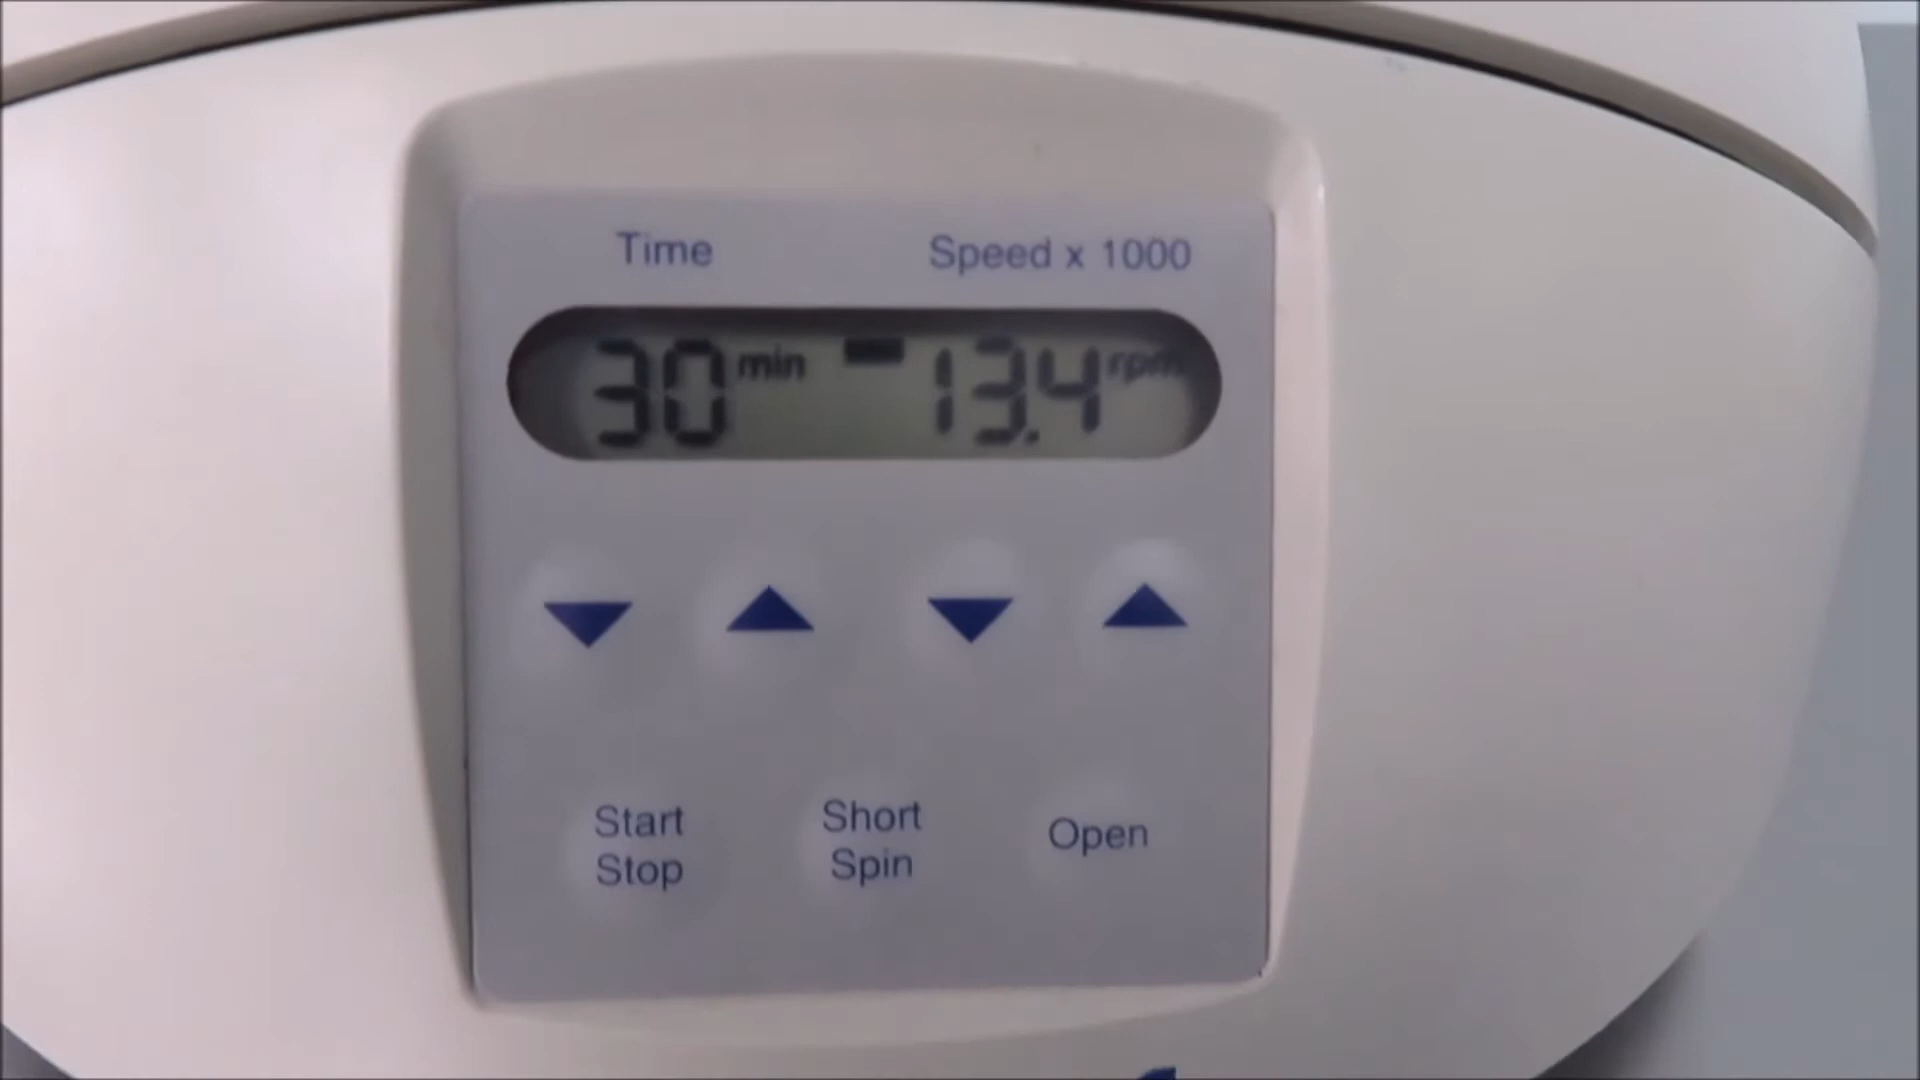 Time Speed x 1000
30 min 13.4 rpm
Start Short Open
Stop Spin